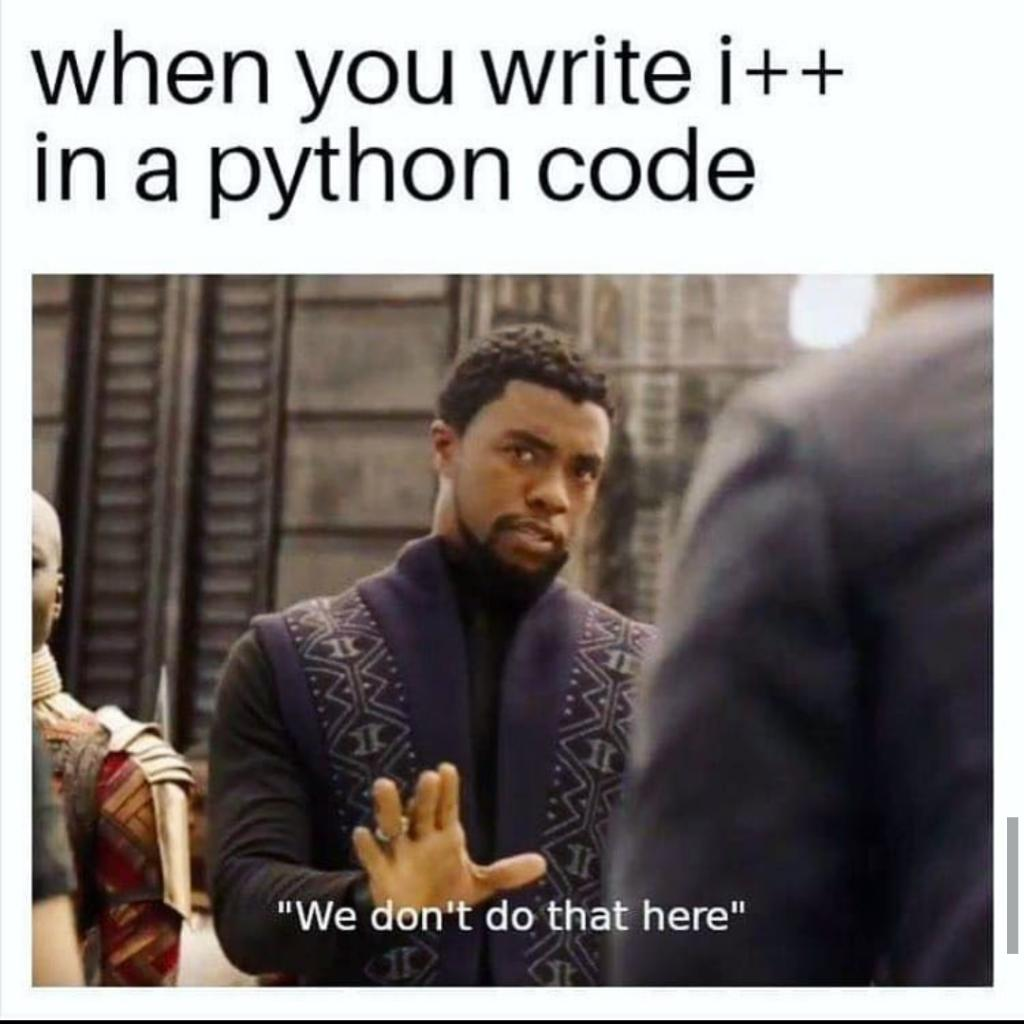 when you write i++
in a python code
"We don't do that here"